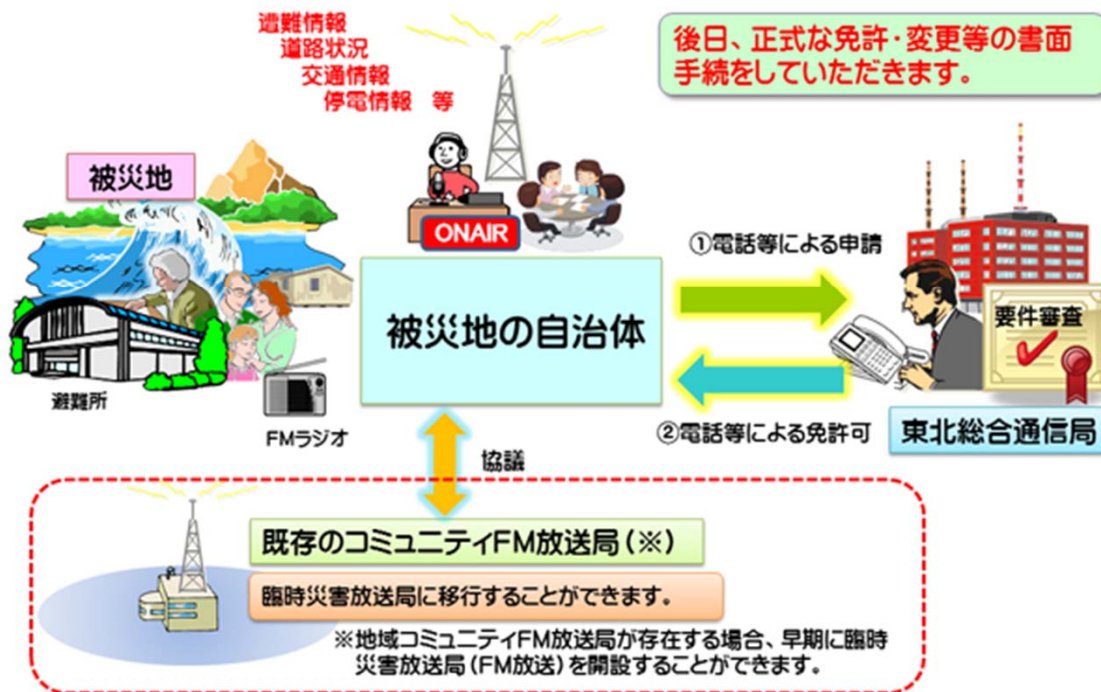 遭難情報
道路状況
交通情報
停電情報 等
後日、正式な免許・変更等の書面
手続をしていただきます。
被災地
ONAIR
①電話等による申請
被災地の自治体
要件審査
避難所
FMラジオ
②電話等による免許可
東北総合通信局
協議
既存のコミュニティFM放送局(※)
臨時災害放送局に移行することができます。
※地域コミュニティFM放送局が存在する場合、早期に臨時
災害放送局(FM放送)を開設することができます。